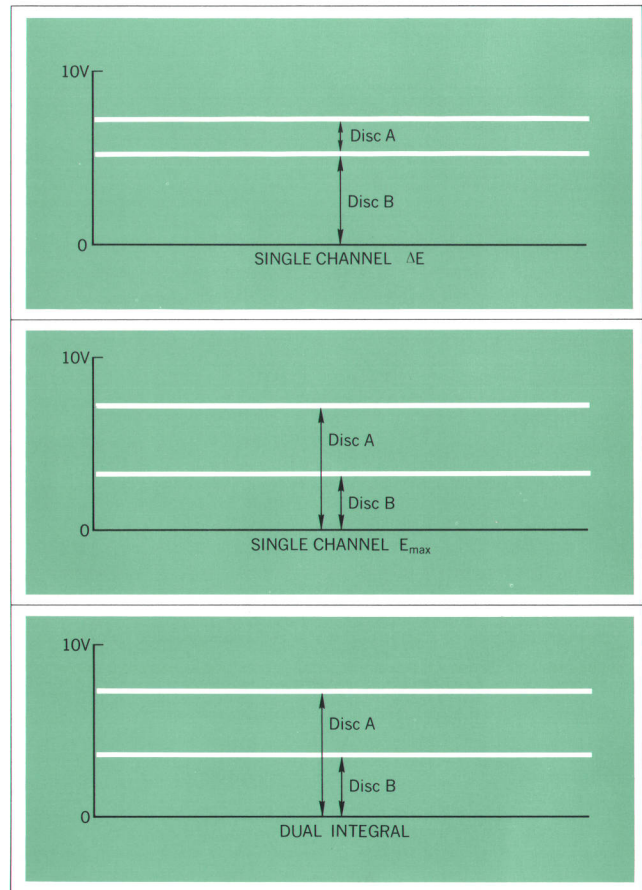 10V
Disc A
Disc B
0
SINGLE CHANNEL ΔE
10V
Disc A
Disc B
0
SINGLE CHANNEL Emax
10V
Disc A
Disc B
0
DUAL INTEGRAL